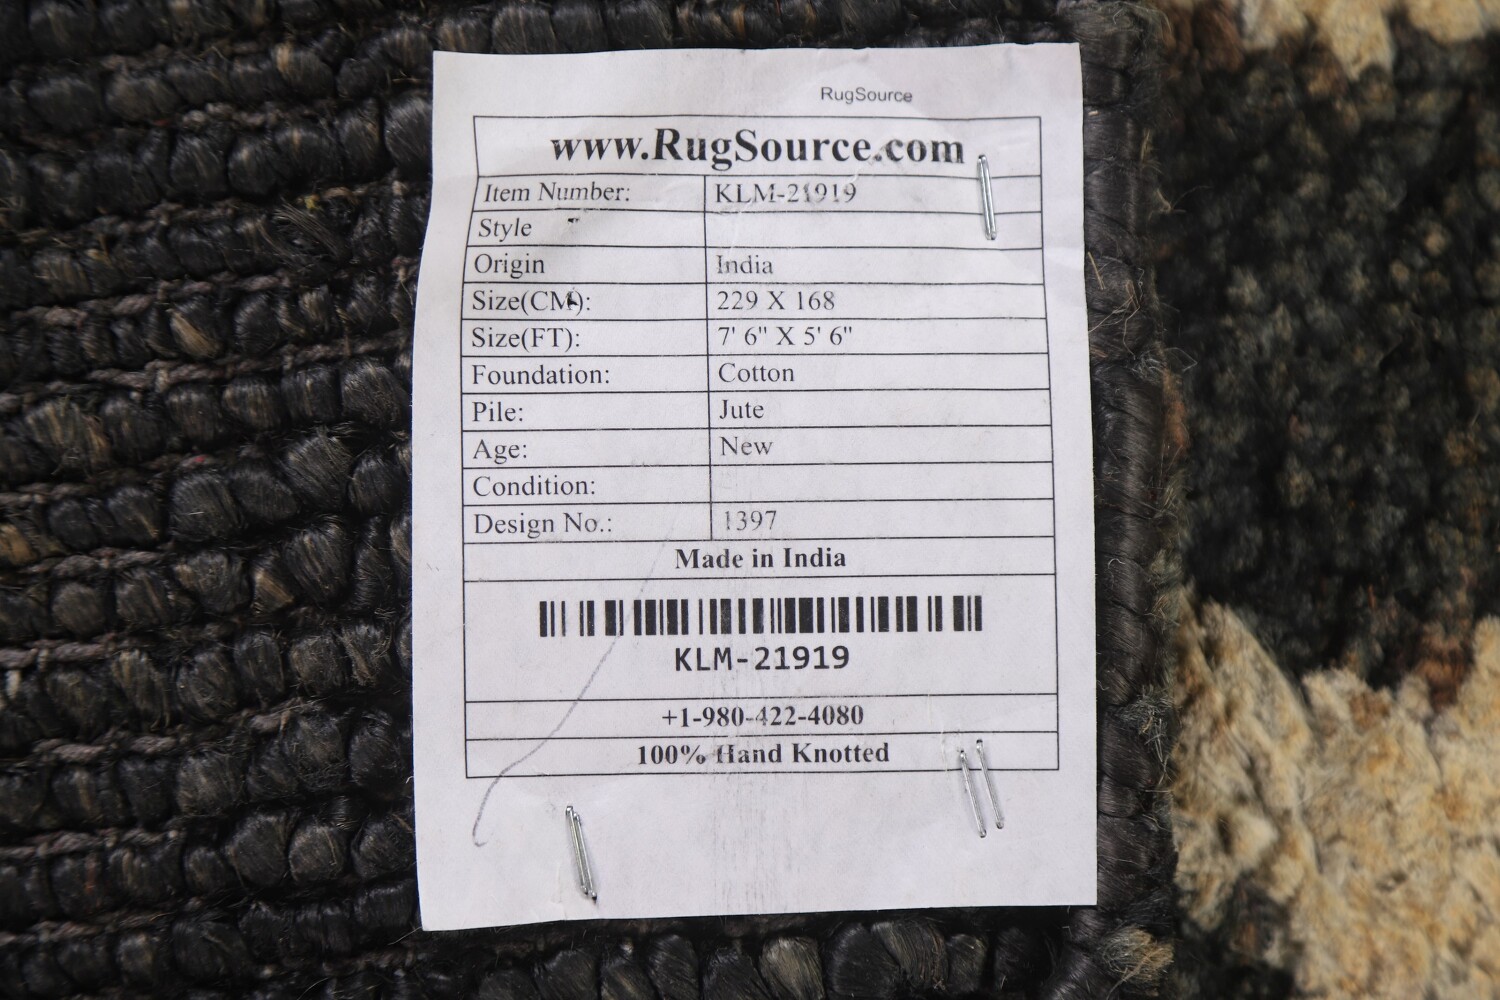 RugSource
www.RugSource.com
Item Number: KLM-21919
Style
Origin India
Size(CM): 229 X 168
Size(FT): 7' 6" X 5' 6"
Foundation: Cotton
Pile: Jute
Age: New
Condition:
Design No.: 1397
Made in India
KLM-21919
+1-980-422-4080
100% Hand Knotted